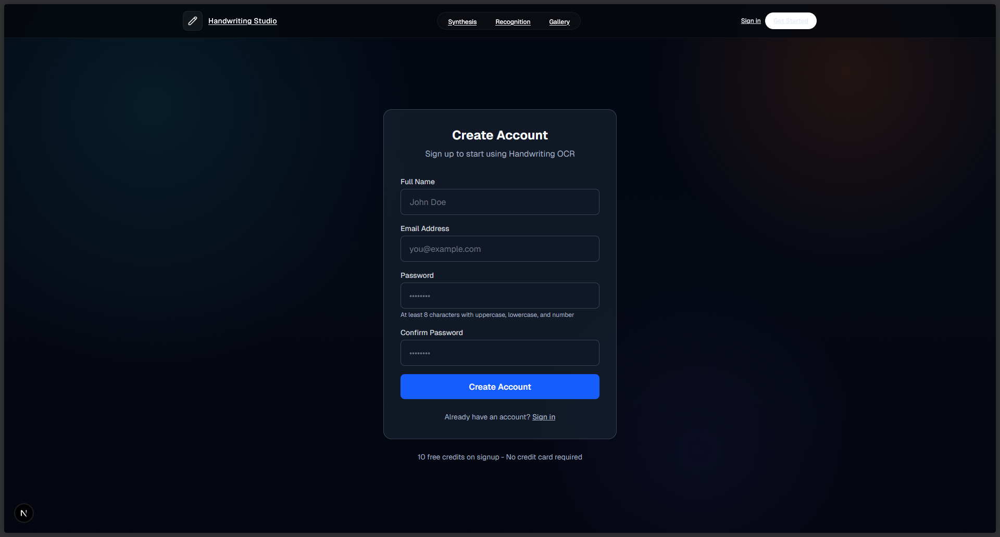 Handwriting Studio
Synthesis Recognition Gallery
Sign in Get Started
Create Account
Sign up to start using Handwriting OCR
Full Name
John Doe
Email Address
you@example.com
Password
••••••••
At least 8 characters with uppercase, lowercase, and number
Confirm Password
••••••••
Create Account
Already have an account? Sign in
10 free credits on signup - No credit card required
N